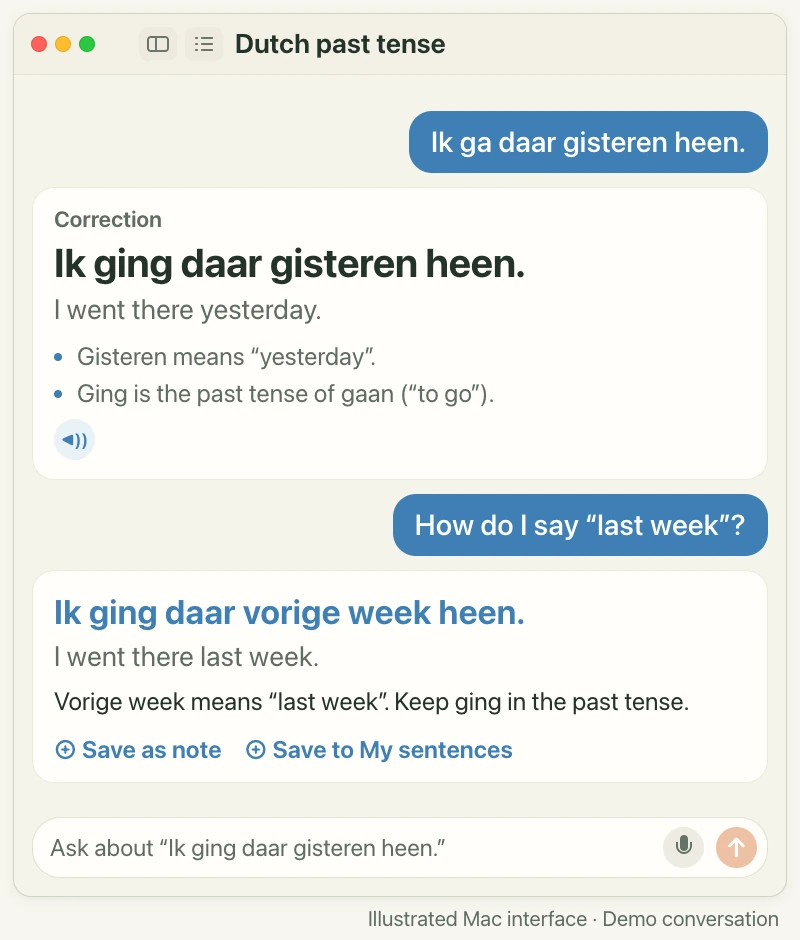 Dutch past tense
Ik ga daar gisteren heen.
Correction
Ik ging daar gisteren heen.
I went there yesterday.
• Gisteren means “yesterday”.
• Ging is the past tense of gaan (“to go”).
How do I say “last week”?
Ik ging daar vorige week heen.
I went there last week.
Vorige week means “last week”. Keep ging in the past tense.
Save as note Save to My sentences
Ask about “Ik ging daar gisteren heen.”
Illustrated Mac interface · Demo conversation